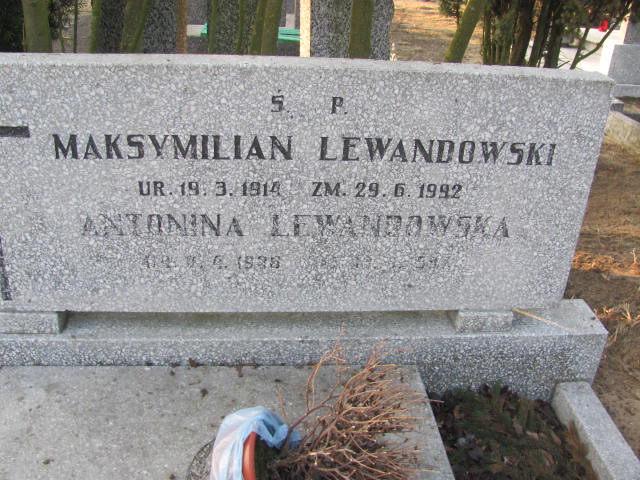 Ś. P.
MAKSYMILIAN LEWANDOWSKI
UR. 19. 3. 1914 ZM. 29. 6. 1992
ANTONINA LEWANDOWSKA